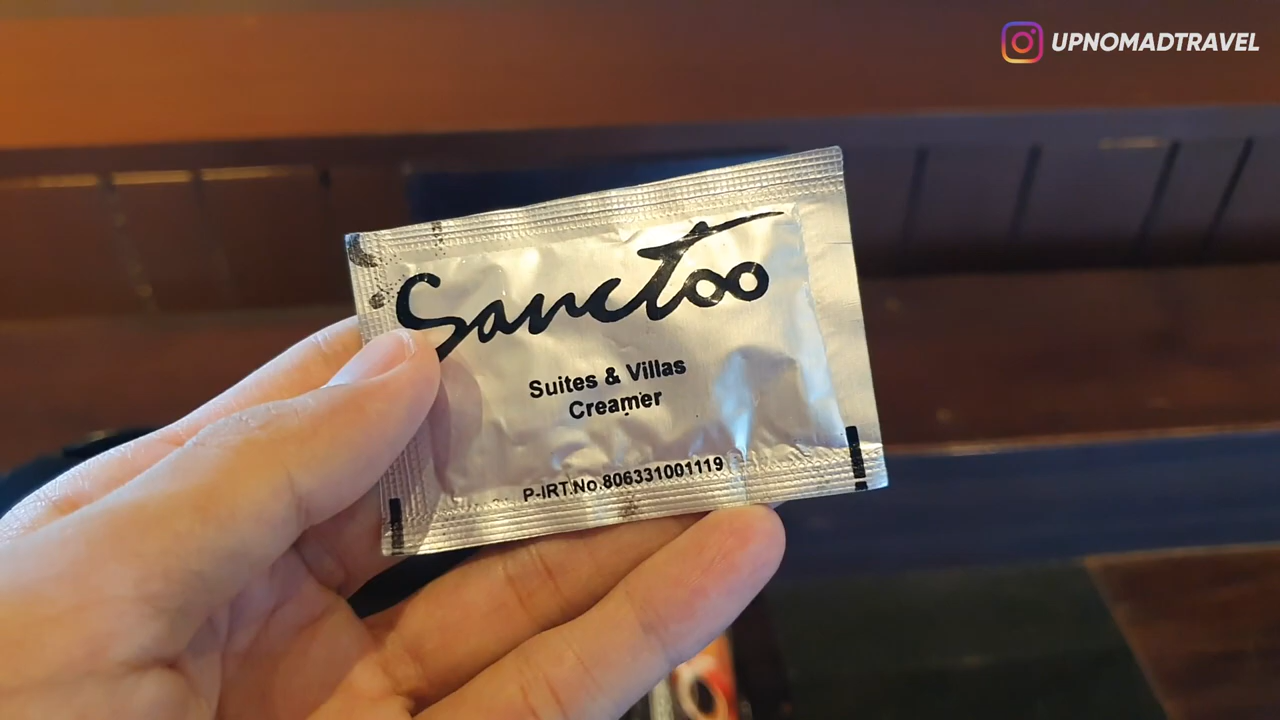 UPNOMADTRAVEL
Sanctoo
Suites & Villas
Creamer
P-IRT.No.806331001119